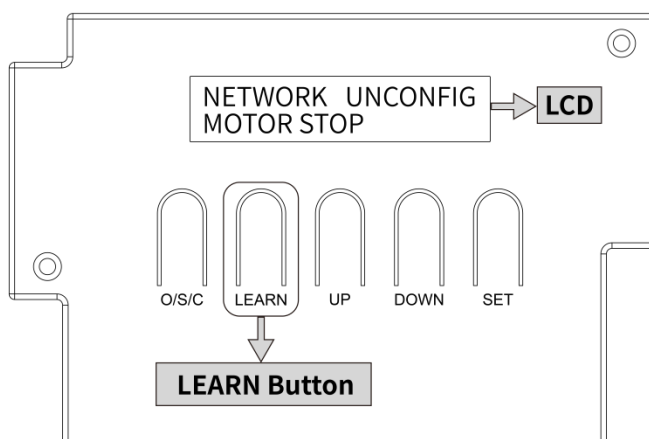 NETWORK UNCONFIG
MOTOR STOP
LCD
O/S/C LEARN UP DOWN SET
LEARN Button